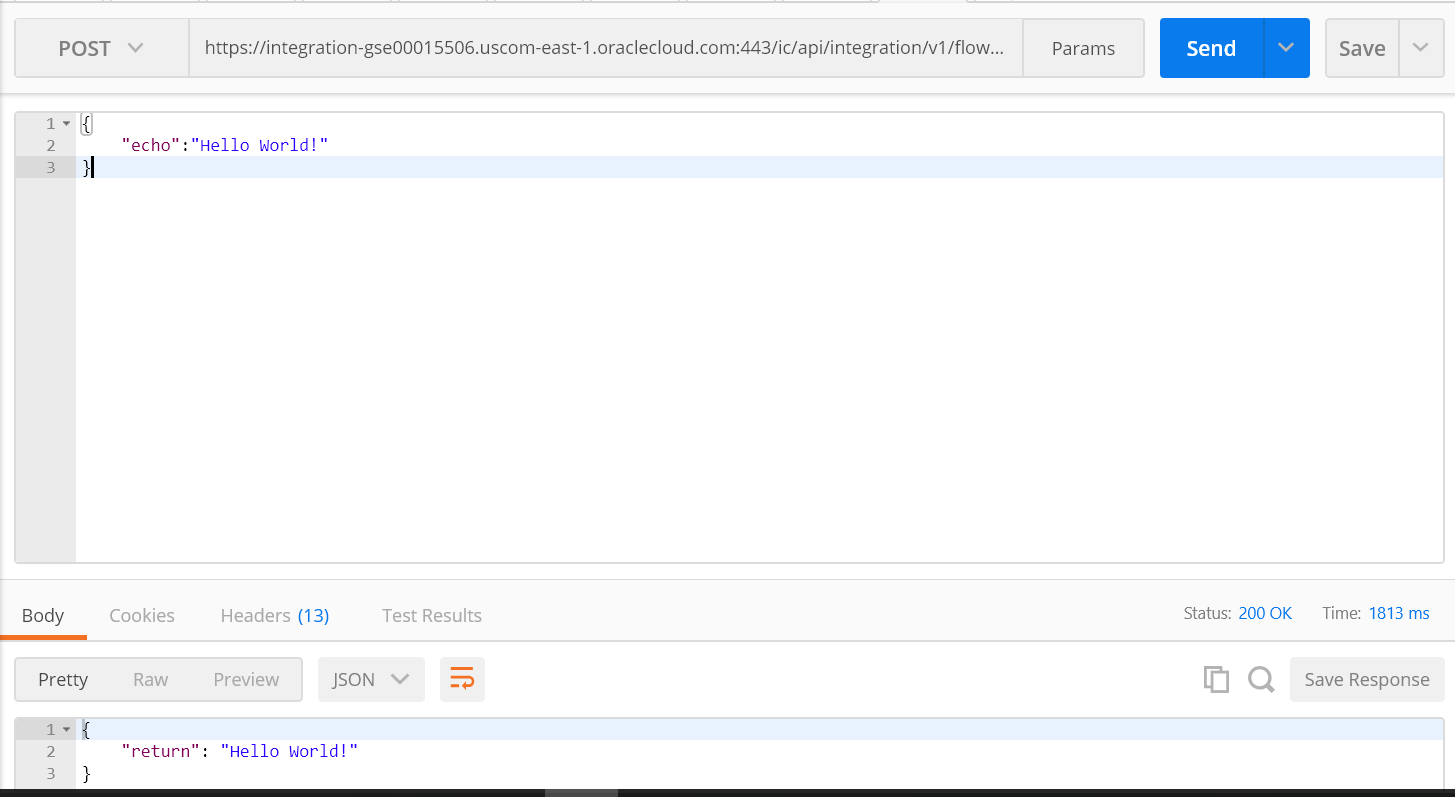 POST https://integration-gse00015506.uscom-east-1.oraclecloud.com:443/ic/api/integration/v1/flow... Params Send Save
1 {
2 "echo":"Hello World!"
3 }
Body Cookies Headers (13) Test Results Status: 200 OK Time: 1813 ms
Pretty Raw Preview JSON Save Response
1 {
2 "return": "Hello World!"
3 }